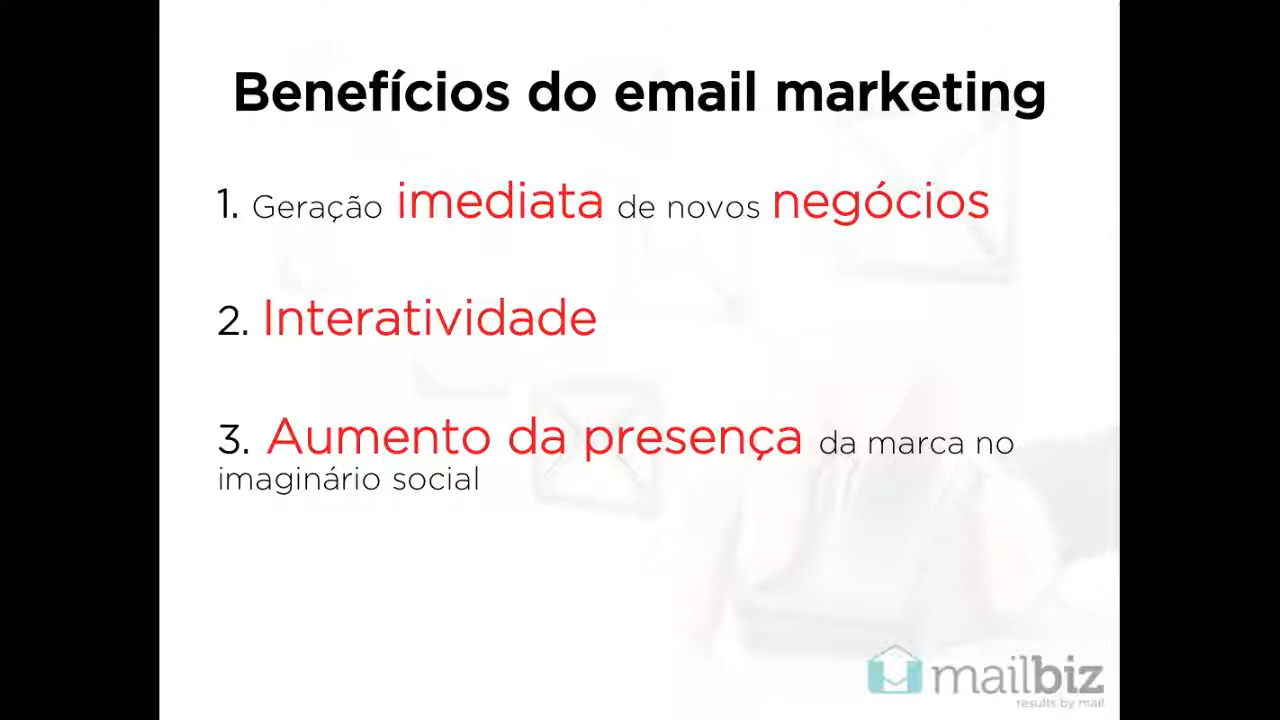 Benefícios do email marketing
1. Geração imediata de novos negócios
2. Interatividade
3. Aumento da presença da marca no
imaginário social
mailbiz
results by mail